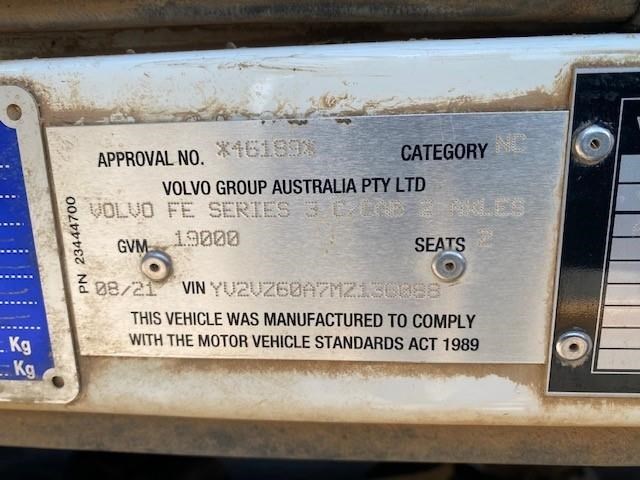 APPROVAL NO. *46189* CATEGORY NC
VOLVO GROUP AUSTRALIA PTY LTD
VOLVO FE SERIES 3 C/CAB 2 AXLES
GVM 19000 / SEATS 2
08/21 VIN YV2VZ60A7MZ136088
THIS VEHICLE WAS MANUFACTURED TO COMPLY
WITH THE MOTOR VEHICLE STANDARDS ACT 1989
PN 23444700
Kg
Kg